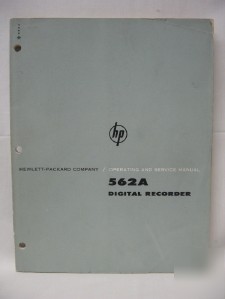 hp
HEWLETT-PACKARD COMPANY / OPERATING AND SERVICE MANUAL
562A
DIGITAL RECORDER